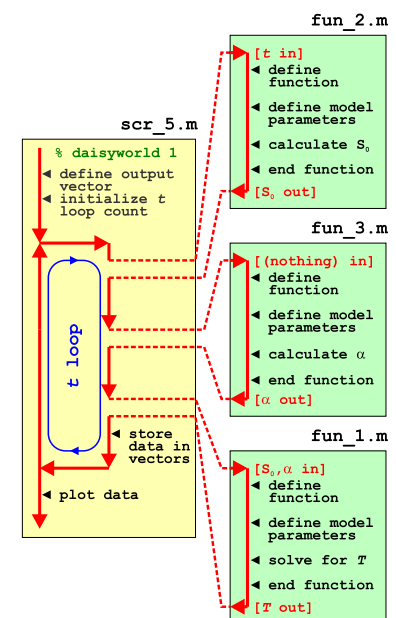 scr_5.m
% daisyworld 1
◄ define output
vector
◄ initialize t
loop count
t loop
◄ store
data in
vectors
◄ plot data
fun_2.m
[t in]
◄ define
function
◄ define model
parameters
◄ calculate S₀
◄ end function
[S₀ out]
fun_3.m
[(nothing) in]
◄ define
function
◄ define model
parameters
◄ calculate α
◄ end function
[α out]
fun_1.m
[S₀,α in]
◄ define
function
◄ define model
parameters
◄ solve for T
◄ end function
[T out]